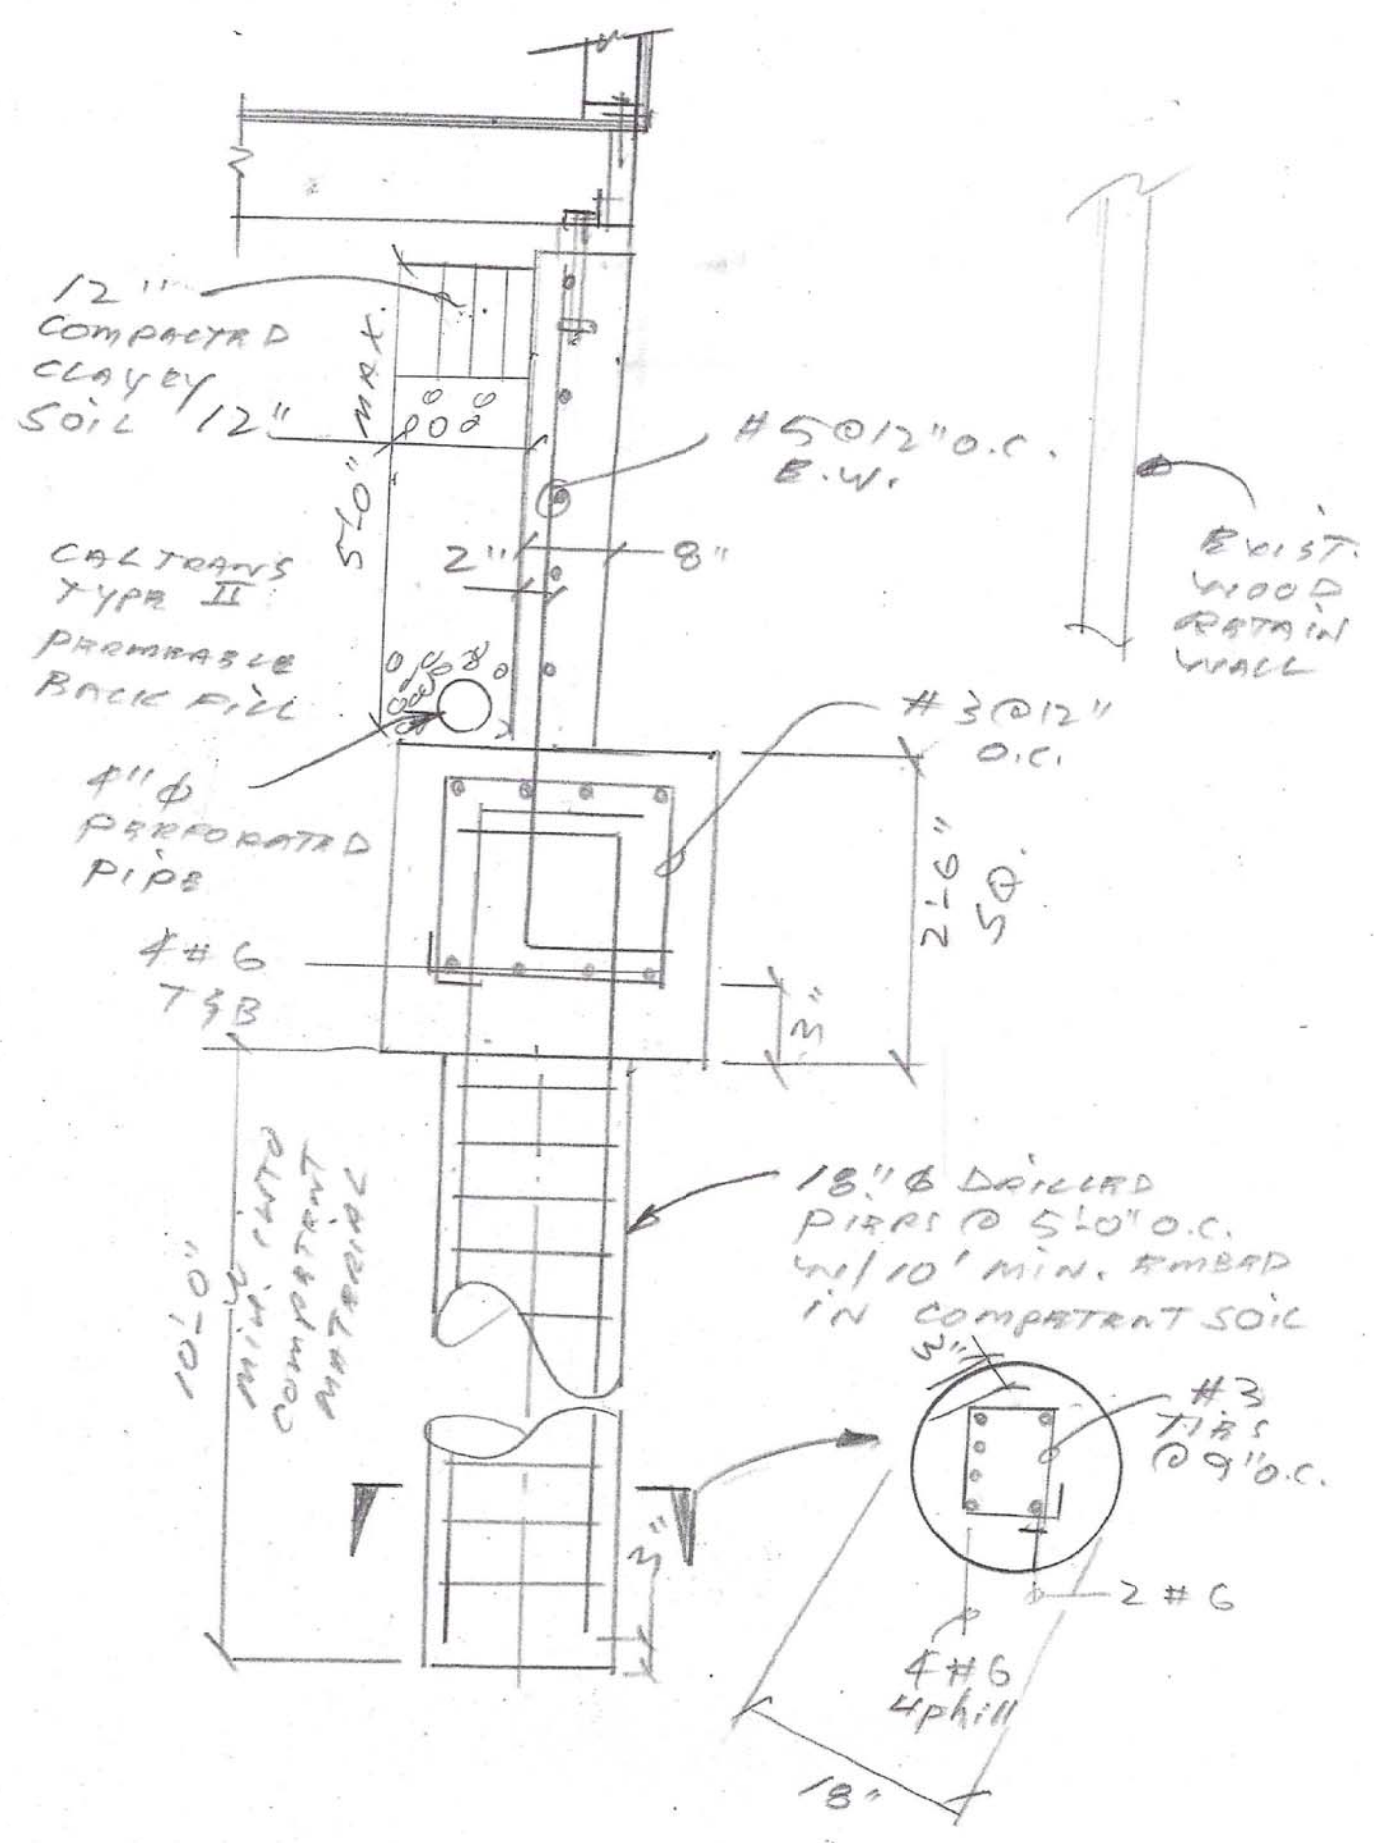 12"
COMPACTED
CLAYEY
SOIL
12"
5'-0" MAX.
#5@12" O.C.
E.W.
2"
8"
CALTRANS
TYPE II
PERMEABLE
BACK FILL
EXIST.
WOOD
RETAIN
WALL
#3@12"
O.C.
4"ϕ
PERFORATED
PIPE
2'-6"
SQ.
4#6
T&B
3"
10'-0"
MIN. INTO
COMPETENT
MATERIAL
18"ϕ DRILLED
PIERS @ 5'-0" O.C.
W/10' MIN. EMBED
IN COMPETENT SOIL
3"
#3
TIES
@ 9" O.C.
3"
2#6
4#6
uphill
18"